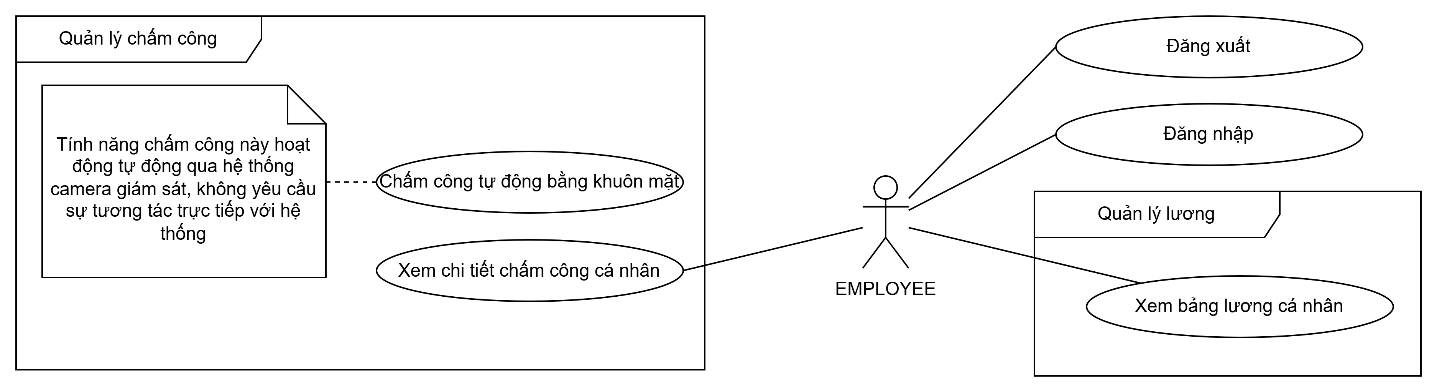 Quản lý chấm công
Tính năng chấm công này hoạt
động tự động qua hệ thống
camera giám sát, không yêu cầu
sự tương tác trực tiếp với hệ
thống
Chấm công tự động bằng khuôn mặt
Xem chi tiết chấm công cá nhân
EMPLOYEE
Đăng xuất
Đăng nhập
Quản lý lương
Xem bảng lương cá nhân